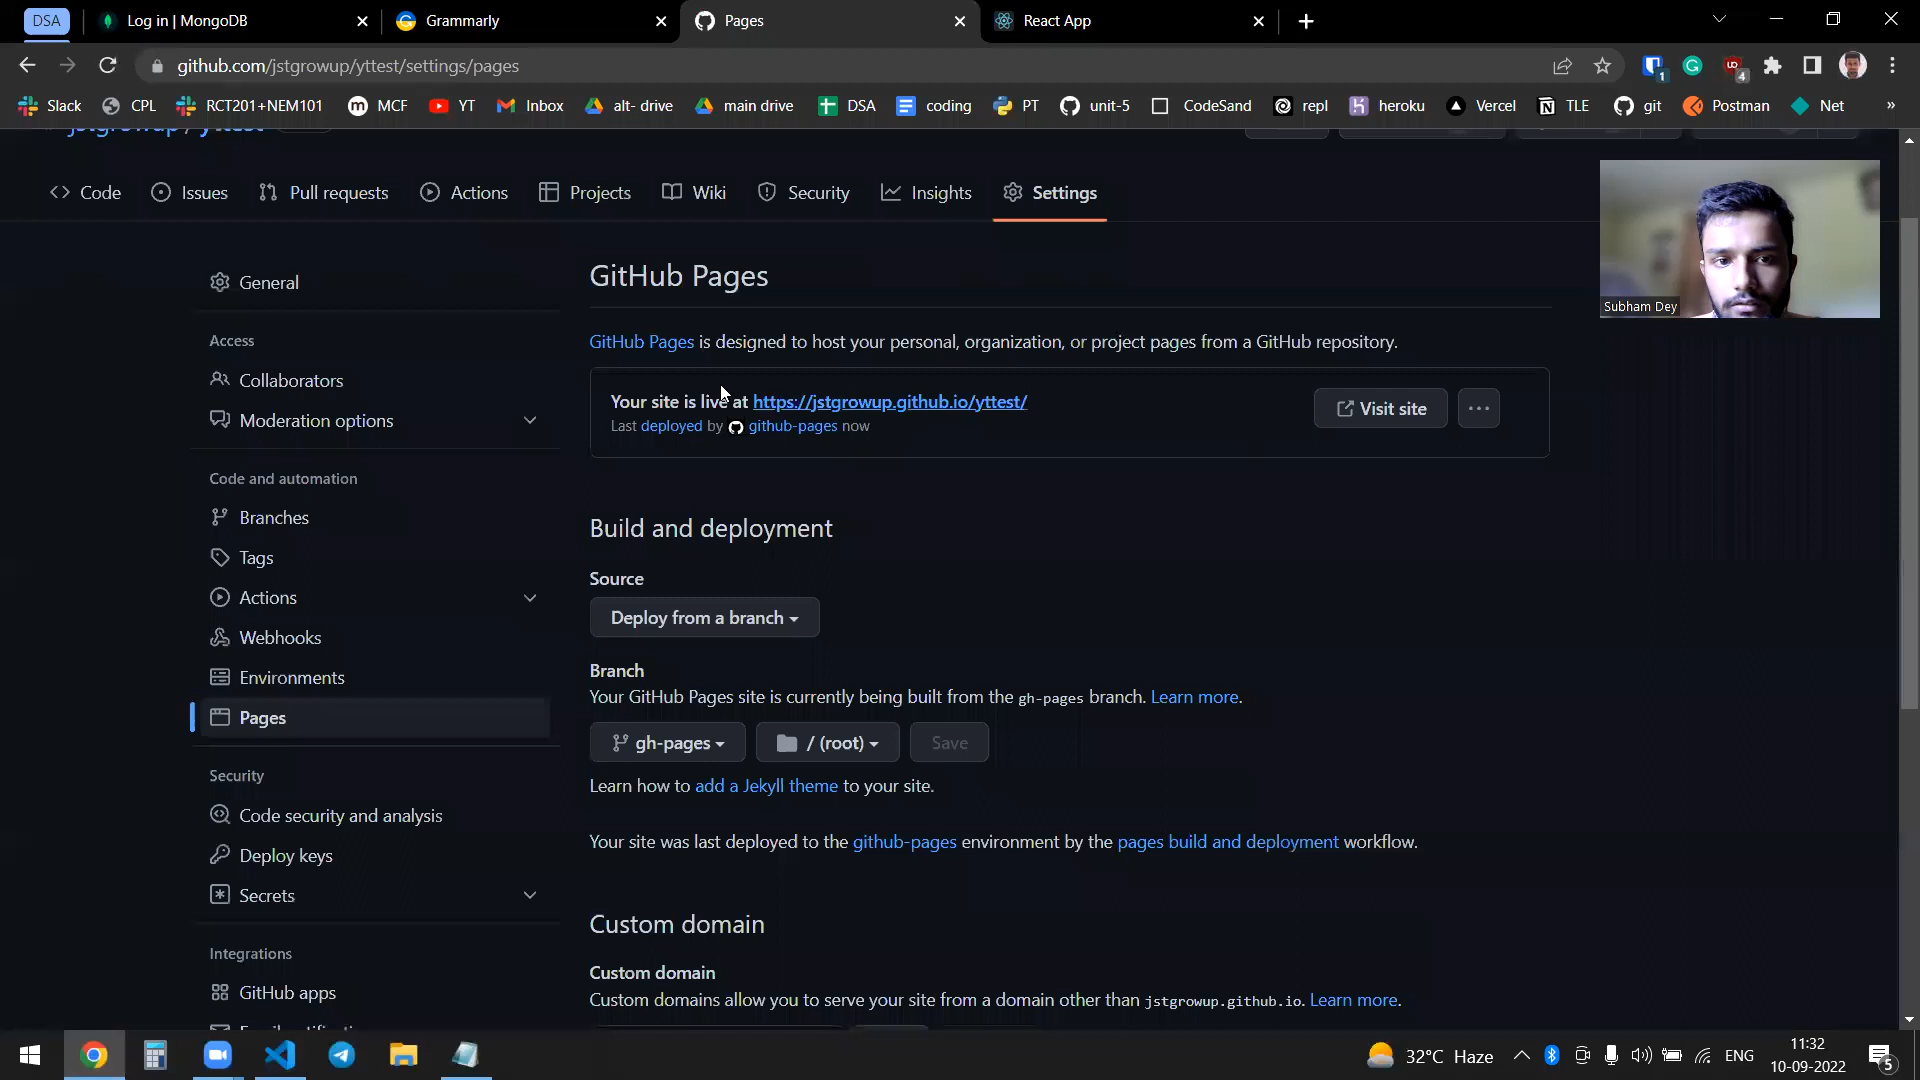 DSA
Log in | MongoDB
Grammarly
Pages
React App
github.com/jstgrowup/yttest/settings/pages
Slack
CPL
RCT201+NEM101
MCF
YT
Inbox
alt- drive
main drive
DSA
coding
PT
unit-5
CodeSand
repl
heroku
Vercel
TLE
git
Postman
Net
»
jstgrowup / yttest
Code
Issues
Pull requests
Actions
Projects
Wiki
Security
Insights
Settings
Subham Dey
General
Access
Collaborators
Moderation options
Code and automation
Branches
Tags
Actions
Webhooks
Environments
Pages
Security
Code security and analysis
Deploy keys
Secrets
Integrations
GitHub apps
GitHub Pages
GitHub Pages is designed to host your personal, organization, or project pages from a GitHub repository.
Your site is live at https://jstgrowup.github.io/yttest/
Last deployed by github-pages now
Visit site
Build and deployment
Source
Deploy from a branch
Branch
Your GitHub Pages site is currently being built from the gh-pages branch. Learn more.
gh-pages
/ (root)
Save
Learn how to add a Jekyll theme to your site.
Your site was last deployed to the github-pages environment by the pages build and deployment workflow.
Custom domain
Custom domain
Custom domains allow you to serve your site from a domain other than jstgrowup.github.io. Learn more.
32°C Haze
ENG
11:32
10-09-2022
5